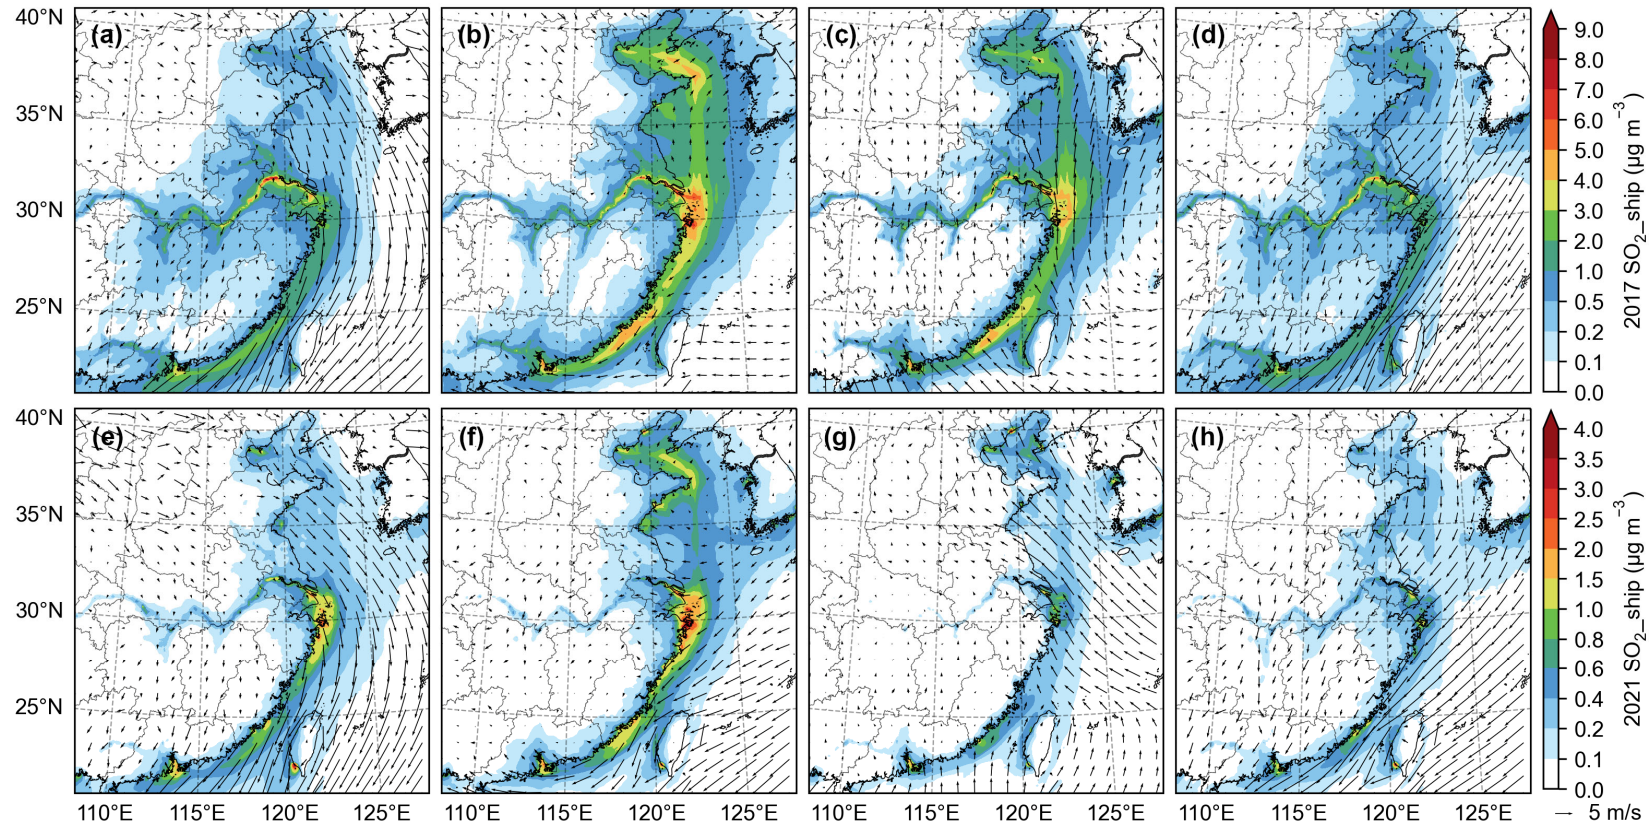 (a) (b) (c) (d)
40°N
35°N
30°N
25°N
9.0
8.0
7.0
6.0
5.0
4.0
3.0
2.0
1.0
0.5
0.2
0.1
0.0
2017 SO2_ship (μg m−3)
(e) (f) (g) (h)
40°N
35°N
30°N
25°N
4.0
3.5
3.0
2.5
2.0
1.5
1.0
0.8
0.6
0.4
0.2
0.1
0.0
2021 SO2_ship (μg m−3)
110°E 115°E 120°E 125°E 110°E 115°E 120°E 125°E 110°E 115°E 120°E 125°E 110°E 115°E 120°E 125°E
5 m/s